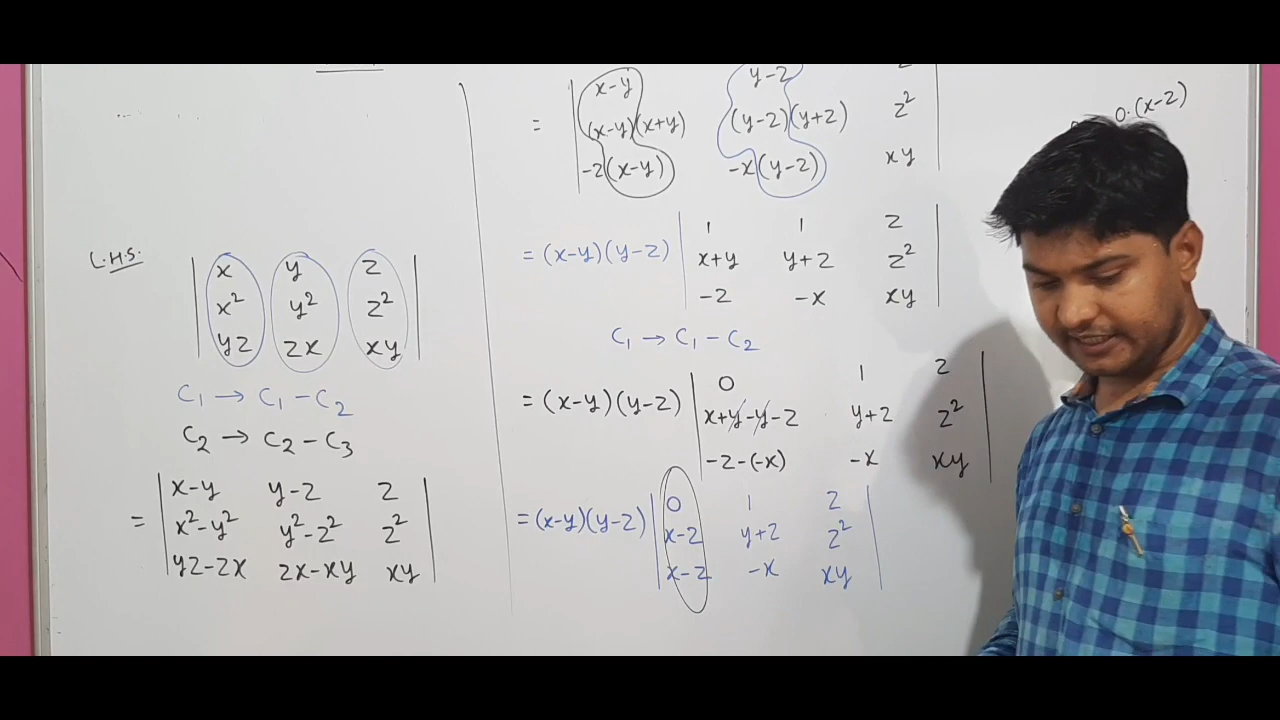 L.H.S.
| x y z |
| x² y² z² |
| yz zx xy |
C₁ → C₁ - C₂
C₂ → C₂ - C₃
= | x-y y-z z |
| x²-y² y²-z² z² |
| yz-zx zx-xy xy |
| x-y y-z z |
= | (x-y)(x+y) (y-z)(y+z) z² |
| -z(x-y) -x(y-z) xy |
0·(x-z)
| 1 1 z |
= (x-y)(y-z) | x+y y+z z² |
| -z -x xy |
C₁ → C₁ - C₂
| 0 1 z |
= (x-y)(y-z) | x+y-y-z y+z z² |
| -z-(-x) -x xy |
| 0 1 z |
= (x-y)(y-z) | x-z y+z z² |
| x-z -x xy |